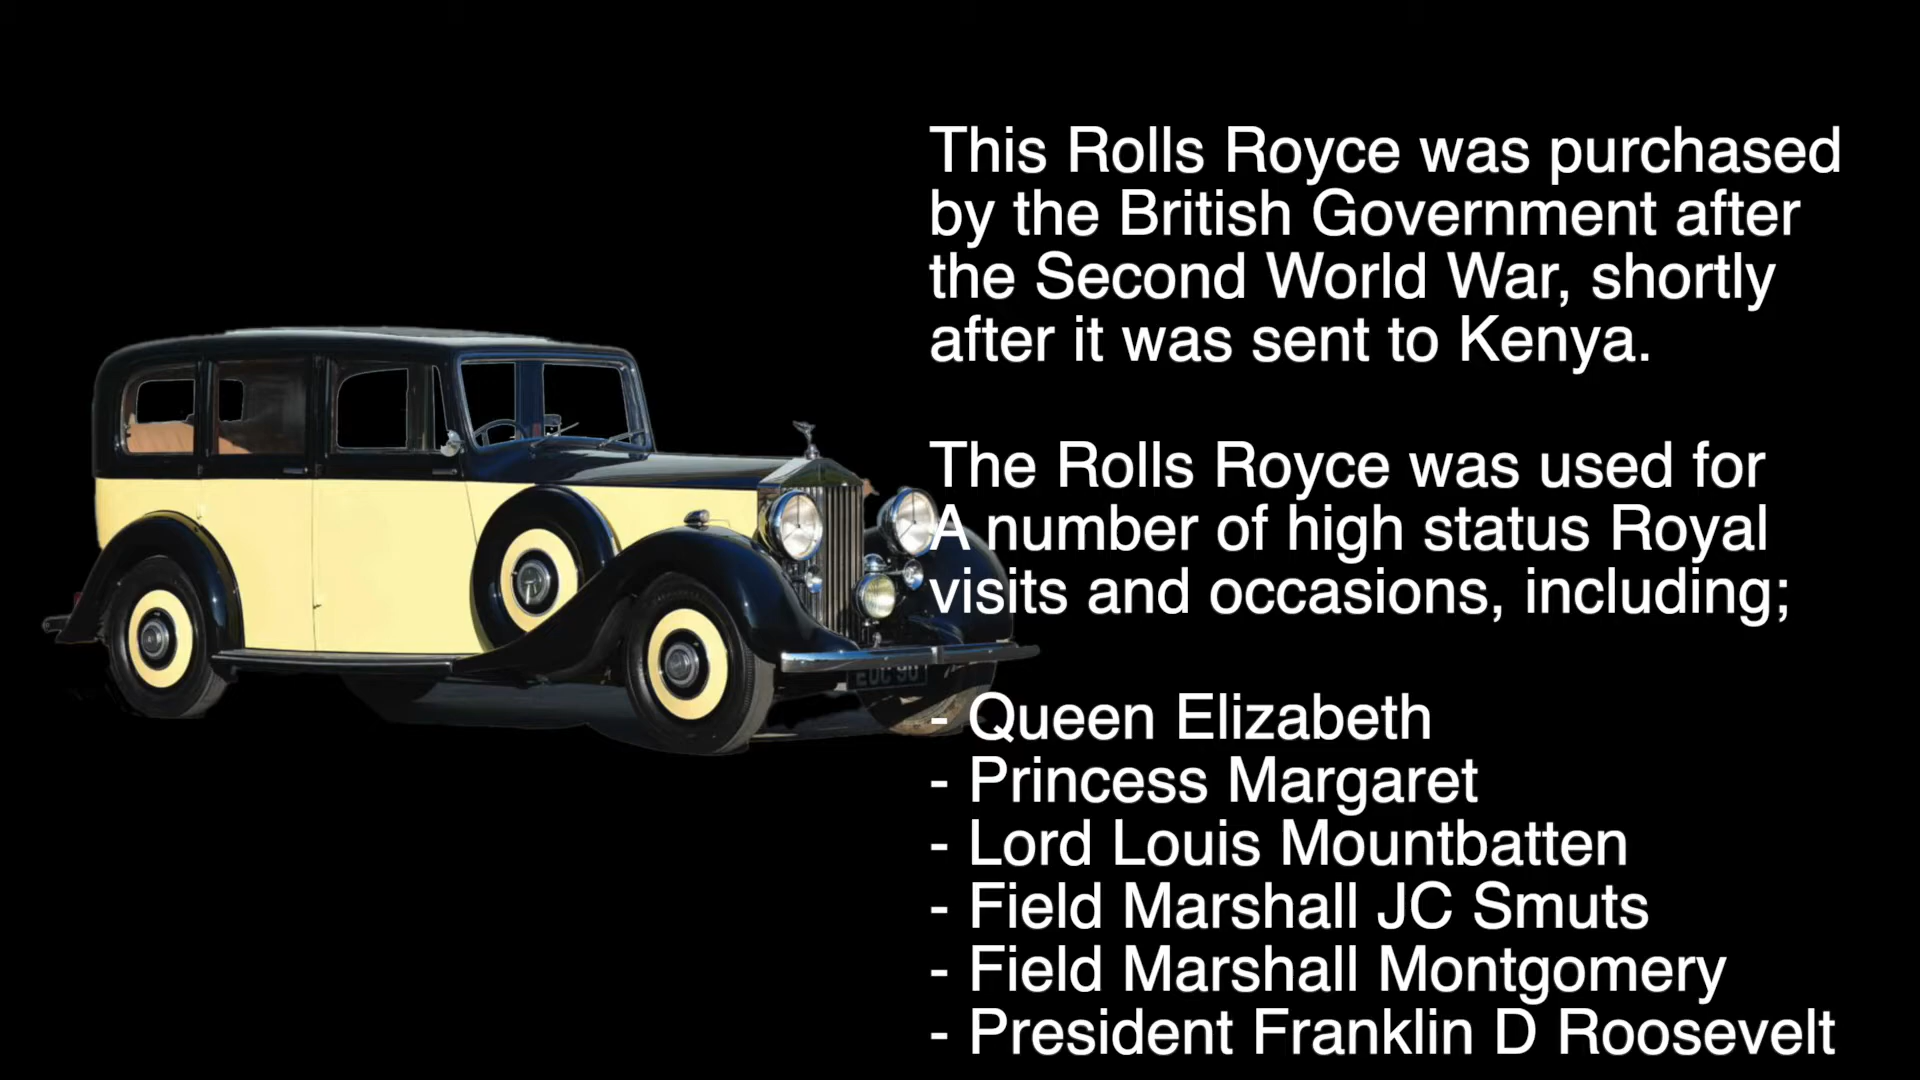 This Rolls Royce was purchased
by the British Government after
the Second World War, shortly
after it was sent to Kenya.
The Rolls Royce was used for
A number of high status Royal
visits and occasions, including;
- Queen Elizabeth
- Princess Margaret
- Lord Louis Mountbatten
- Field Marshall JC Smuts
- Field Marshall Montgomery
- President Franklin D Roosevelt